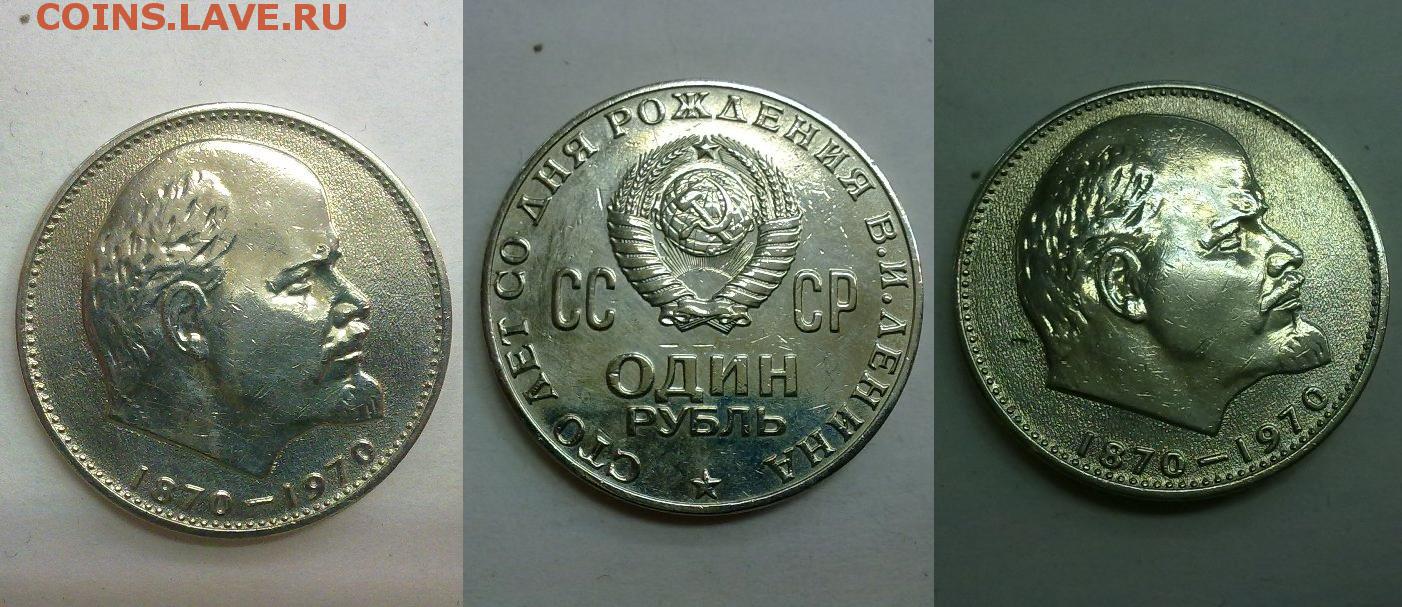 COINS.LAVE.RU
1870–1970
СТО ЛЕТ СО ДНЯ РОЖДЕНИЯ В.И.ЛЕНИНА
СС СР
ОДИН
РУБЛЬ
1870–1970